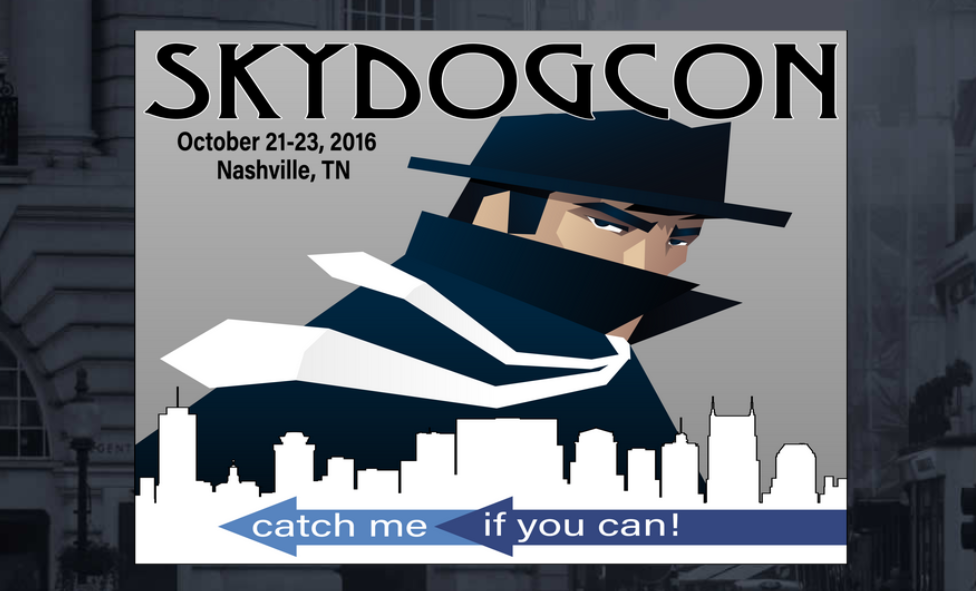 SKYDOGCON
October 21-23, 2016
Nashville, TN
catch me if you can!